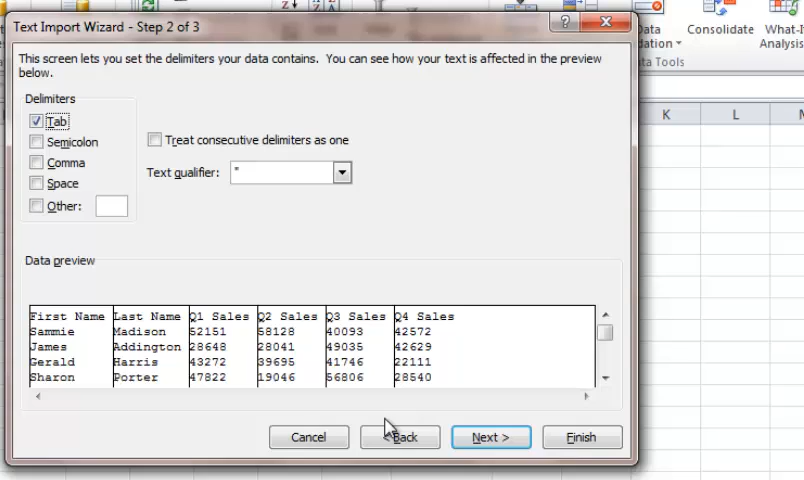 Text Import Wizard - Step 2 of 3
?
Data
Consolidate
What-I
dation
Analysis
ta Tools
This screen lets you set the delimiters your data contains. You can see how your text is affected in the preview
below.
Delimiters
Tab
Semicolon
Comma
Space
Other:
Treat consecutive delimiters as one
Text qualifier: "
K L M
Data preview
First Name Last Name Q1 Sales Q2 Sales Q3 Sales Q4 Sales
Sammie Madison 52151 58128 40093 42572
James Addington 28648 28041 49035 42629
Gerald Harris 43272 39695 41746 22111
Sharon Porter 47822 19046 56806 28540
Cancel < Back Next > Finish